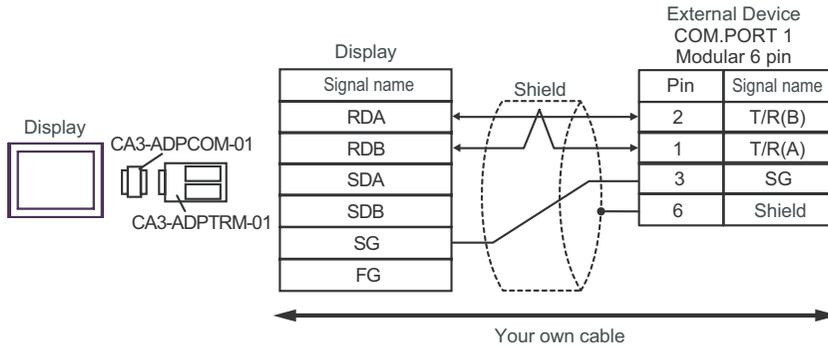 External Device
COM.PORT 1
Modular 6 pin
Display
Signal name
Shield
Pin
Signal name
RDA
2
T/R(B)
Display
CA3-ADPCOM-01
RDB
1
T/R(A)
SDA
3
SG
CA3-ADPTRM-01
SDB
6
Shield
SG
FG
Your own cable